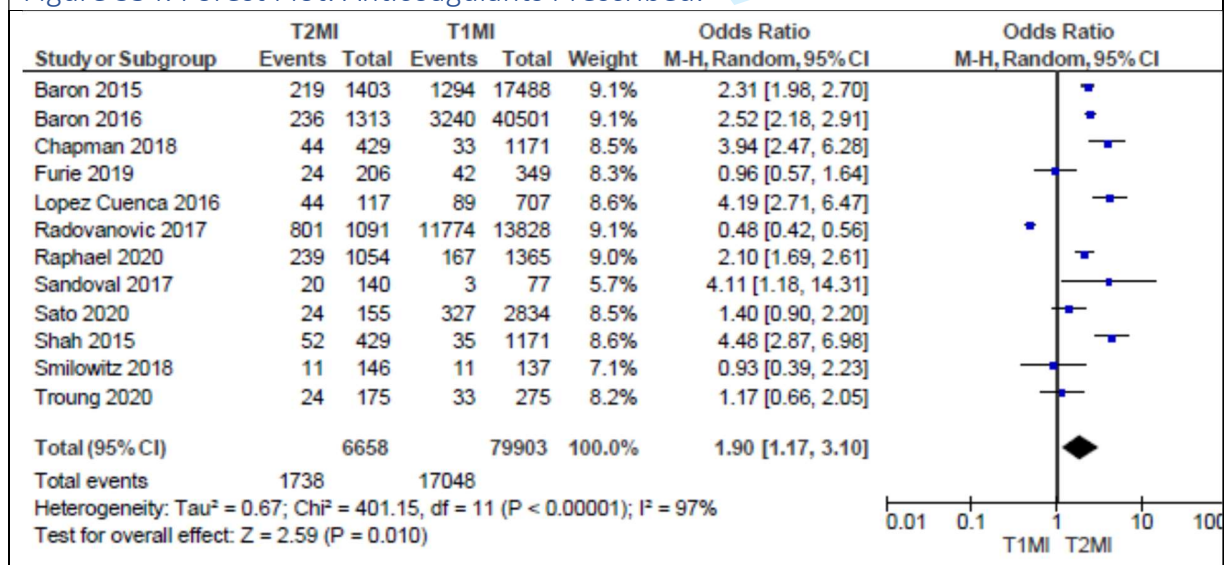 Figure SS4: Forest Plot: Anticoagulants Prescribed.
T2MI T1MI Odds Ratio Odds Ratio
Study or Subgroup Events Total Events Total Weight M-H, Random, 95% CI M-H, Random, 95% CI
Baron 2015 219 1403 1294 17488 9.1% 2.31 [1.98, 2.70]
Baron 2016 236 1313 3240 40501 9.1% 2.52 [2.18, 2.91]
Chapman 2018 44 429 33 1171 8.5% 3.94 [2.47, 6.28]
Furie 2019 24 206 42 349 8.3% 0.96 [0.57, 1.64]
Lopez Cuenca 2016 44 117 89 707 8.6% 4.19 [2.71, 6.47]
Radovanovic 2017 801 1091 11774 13828 9.1% 0.48 [0.42, 0.56]
Raphael 2020 239 1054 167 1365 9.0% 2.10 [1.69, 2.61]
Sandoval 2017 20 140 3 77 5.7% 4.11 [1.18, 14.31]
Sato 2020 24 155 327 2834 8.5% 1.40 [0.90, 2.20]
Shah 2015 52 429 35 1171 8.6% 4.48 [2.87, 6.98]
Smilowitz 2018 11 146 11 137 7.1% 0.93 [0.39, 2.23]
Troung 2020 24 175 33 275 8.2% 1.17 [0.66, 2.05]
Total (95% CI) 6658 79903 100.0% 1.90 [1.17, 3.10]
Total events 1738 17048
Heterogeneity: Tau² = 0.67; Chi² = 401.15, df = 11 (P < 0.00001); I² = 97%
Test for overall effect: Z = 2.59 (P = 0.010)
0.01 0.1 1 10 100
T1MI T2MI